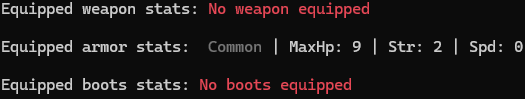 Equipped weapon stats: No weapon equipped
Equipped armor stats: Common | MaxHp: 9 | Str: 2 | Spd: 0
Equipped boots stats: No boots equipped